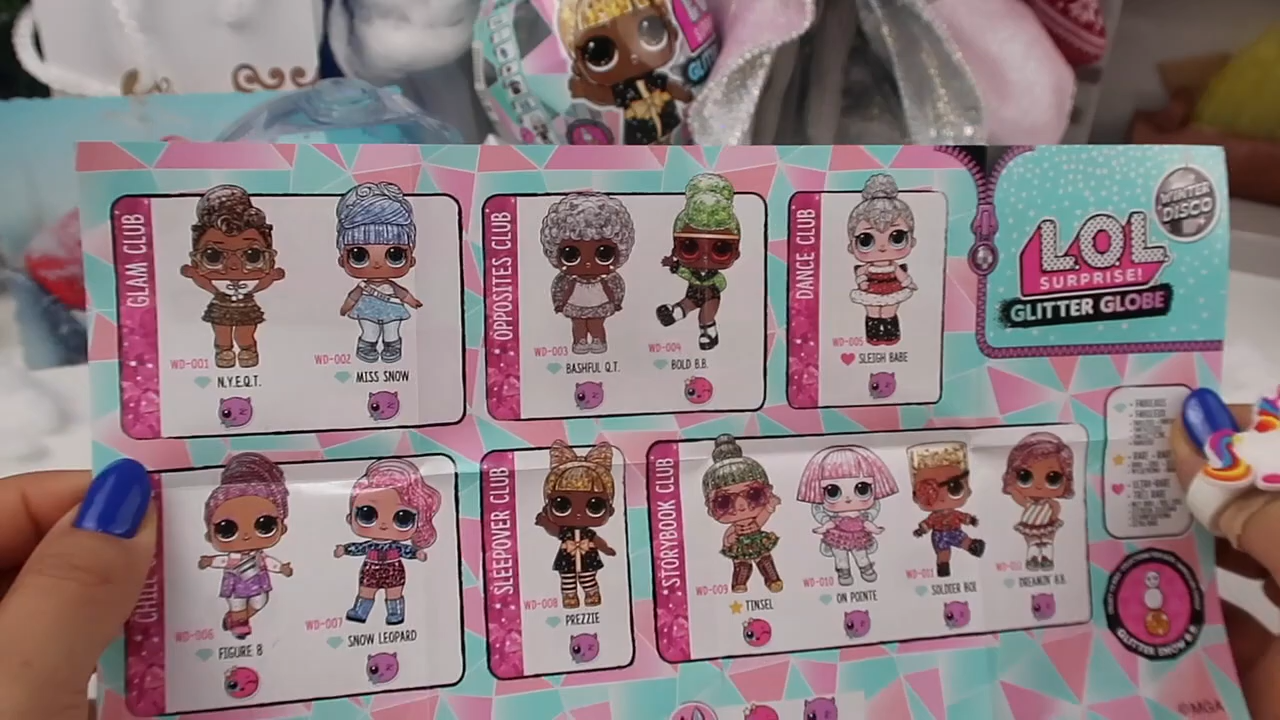 GLAM CLUB
WD-001
N.Y.E.Q.T.
WD-002
MISS SNOW
OPPOSITES CLUB
WD-003
BASHFUL Q.T.
WD-004
BOLD B.B.
DANCE CLUB
WD-005
SLEIGH BABE
WINTER
DISCO
L.O.L.
SURPRISE!
GLITTER GLOBE
WD-006
FIGURE 8
WD-007
SNOW LEOPARD
SLEEPOVER CLUB
WD-008
PREZZIE
STORYBOOK CLUB
WD-009
TINSEL
WD-010
ON POINTE
WD-011
SOLDIER BOI
WD-012
DREAMIN' B.B.
©MGA